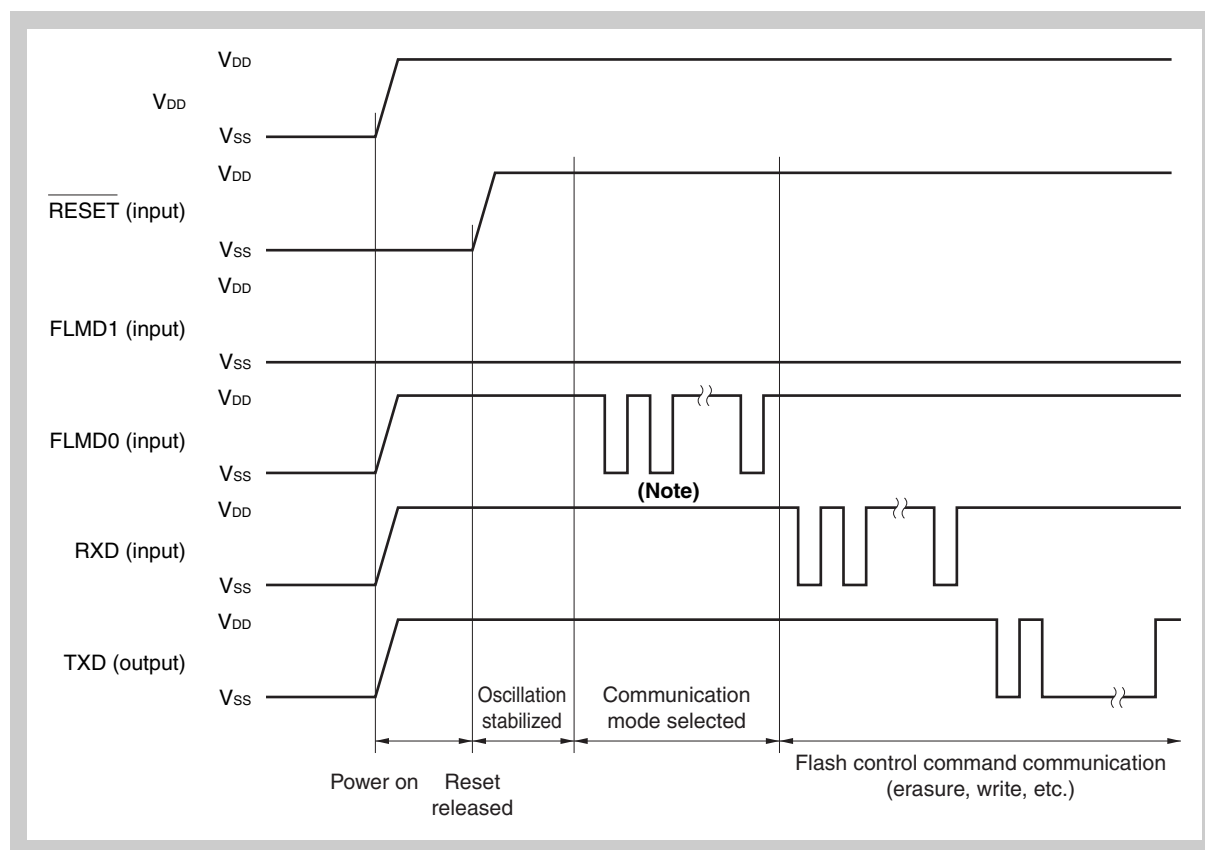 VDD
VDD
VSS
VDD
RESET (input)
VSS
VDD
FLMD1 (input)
VSS
VDD
FLMD0 (input)
VSS
(Note)
VDD
RXD (input)
VSS
VDD
TXD (output)
VSS
Oscillation
stabilized
Communication
mode selected
Power on
Reset
released
Flash control command communication
(erasure, write, etc.)